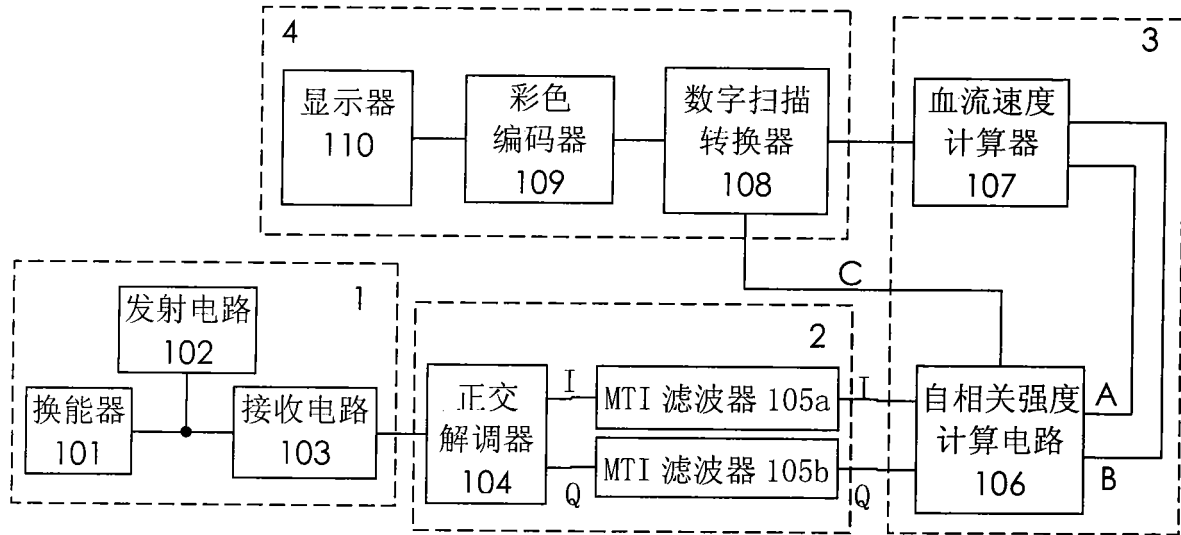 4
显示器
110
彩色
编码器
109
数字扫描
转换器
108
3
血流速度
计算器
107
C
1
发射电路
102
换能器
101
接收电路
103
2
正交
解调器
104
I
MTI 滤波器 105a
I
Q
MTI 滤波器 105b
Q
自相关强度
计算电路
106
A
B